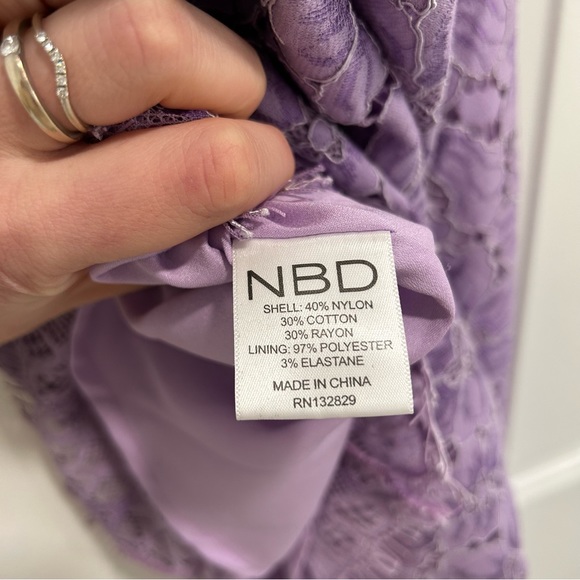 NBD
SHELL: 40% NYLON
30% COTTON
30% RAYON
LINING: 97% POLYESTER
3% ELASTANE
MADE IN CHINA
RN132829